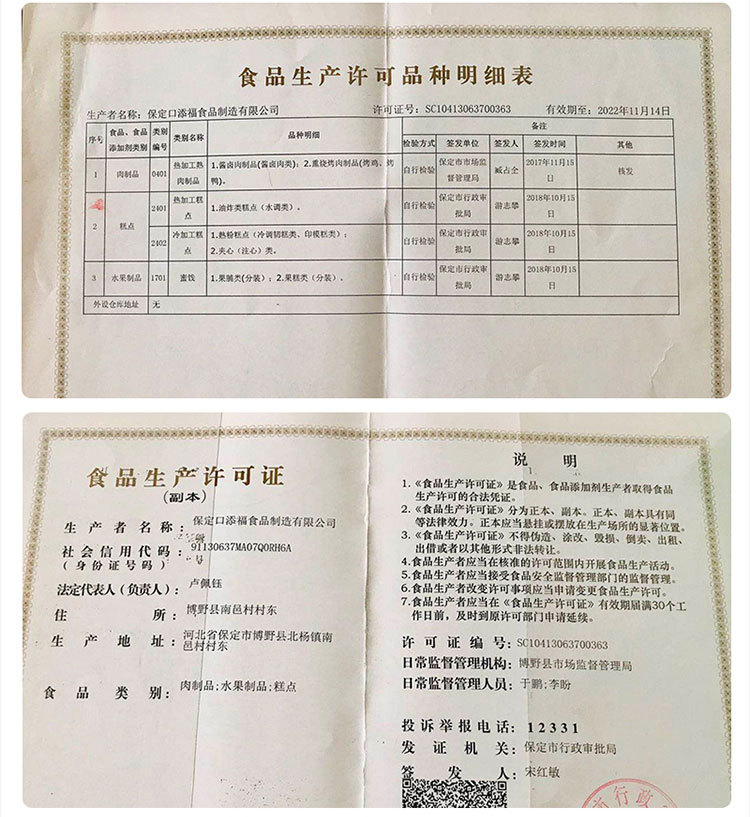 食品生产许可品种明细表
生产者名称: 保定口添福食品制造有限公司 许可证号: SC10413063700363 有效期至: 2022年11月14日
序号 食品、食品添加剂类别 类别编号 类别名称 品种明细 备注
检验方式 签发单位 签发人 签发时间 其他
1 肉制品 0401 热加工熟肉制品 1.酱卤肉制品(酱卤肉类); 2.熏烧烤肉制品(烤鸡、烤鸭)。 自行检验 保定市市场监督管理局 臧占全 2017年11月15日 核发
2 糕点 2401 热加工糕点 1.油炸类糕点(水调类)。 自行检验 保定市行政审批局 游志攀 2018年10月15日
2402 冷加工糕点 1.熟粉糕点(冷调韧糕类、印模糕类); 2.夹心(注心)类。 自行检验 保定市行政审批局 游志攀 2018年10月15日
3 水果制品 1701 蜜饯 1.果脯类(分装); 2.果糕类(分装)。 自行检验 保定市行政审批局 游志攀 2018年10月15日
外设仓库地址 无
食品生产许可证
(副本)
生产者名称: 保定口添福食品制造有限公司
社会信用代码: 91130637MA07Q0RH6A
(身份证号码)
法定代表人(负责人): 卢佩钰
住所: 博野县南邑村村东
生产地址: 河北省保定市博野县北杨镇南
邑村村东
食品类别: 肉制品;水果制品;糕点
说明
1.《食品生产许可证》是食品、食品添加剂生产者取得食品
生产许可的合法凭证。
2.《食品生产许可证》分为正本、副本。正本、副本具有同
等法律效力。正本应当悬挂或摆放在生产场所的显著位置。
3.《食品生产许可证》不得伪造、涂改、毁损、倒卖、出租、
出借或者以其他形式非法转让。
4.食品生产者应当在核准的许可范围内开展食品生产活动。
5.食品生产者应当接受食品安全监督管理部门的监督管理。
6.食品生产者改变许可事项应当申请变更食品生产许可。
7.食品生产者应当在《食品生产许可证》有效期届满30个工
作日前,及时到原许可部门申请延续。
许可证编号: SC10413063700363
日常监督管理机构: 博野县市场监督管理局
日常监督管理人员: 于鹏;李盼
投诉举报电话: 12331
发证机关: 保定市行政审批局
签发人: 宋红敏
市行政